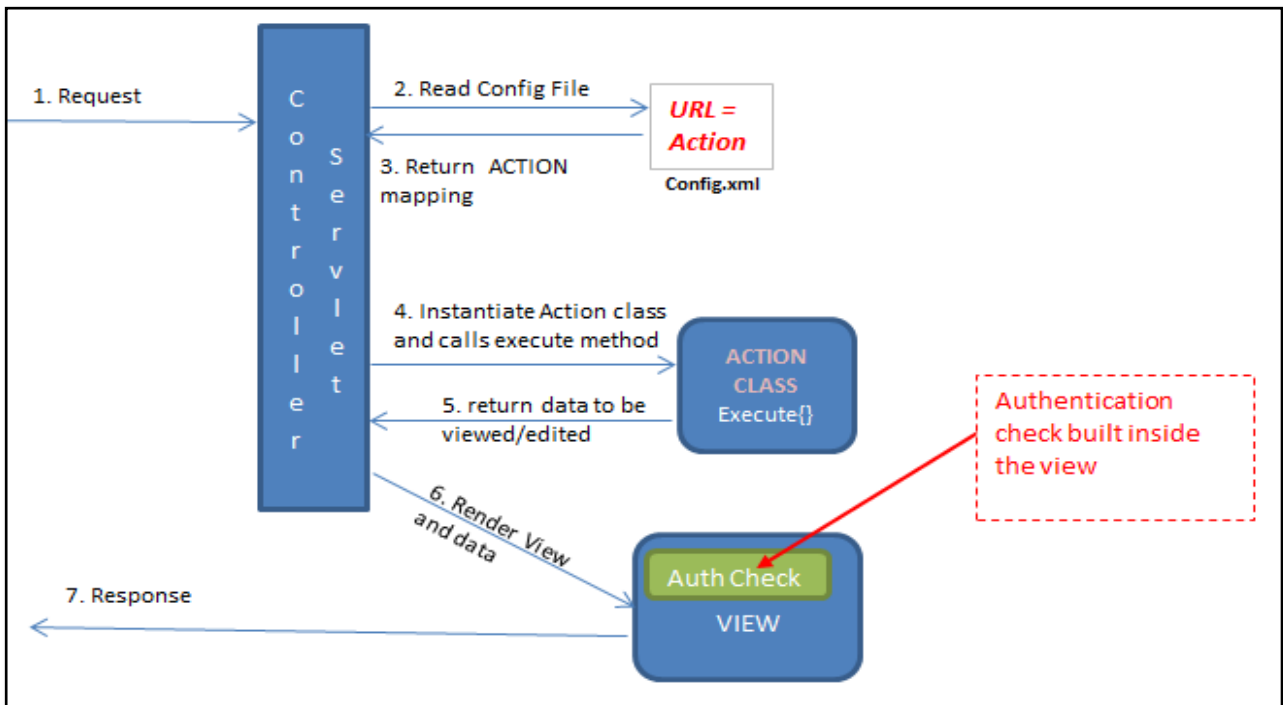 1. Request
Controller
Servlet
2. Read Config File
URL =
Action
Config.xml
3. Return ACTION
mapping
4. Instantiate Action class
and calls execute method
ACTION
CLASS
Execute{}
5. return data to be
viewed/edited
Authentication
check built inside
the view
6. Render View
and data
Auth Check
VIEW
7. Response